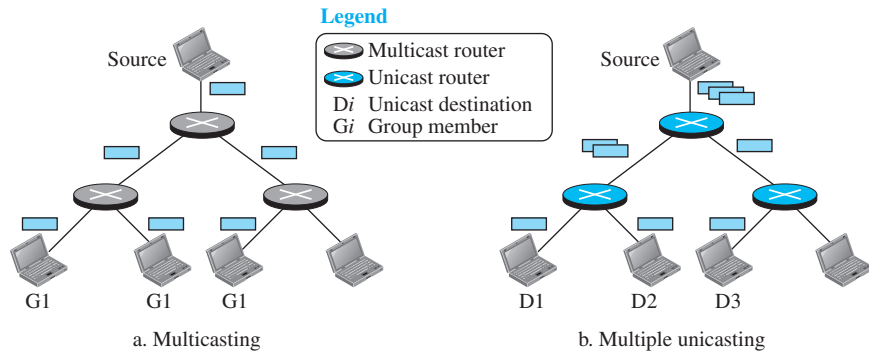 Legend
Source
Multicast router
Unicast router
Di Unicast destination
Gi Group member
Source
G1
G1
G1
D1
D2
D3
a. Multicasting
b. Multiple unicasting